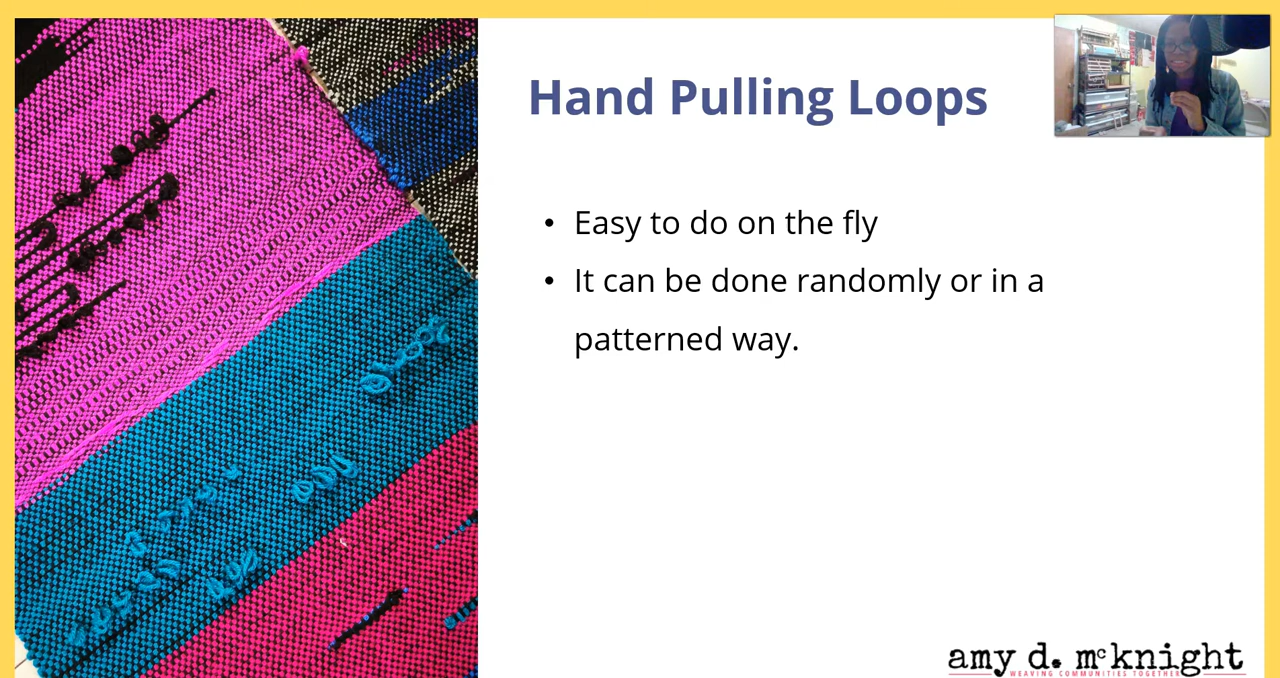 Hand Pulling Loops
• Easy to do on the fly
• It can be done randomly or in a
patterned way.
amy d. mcknight
WEAVING COMMUNITIES TOGETHER